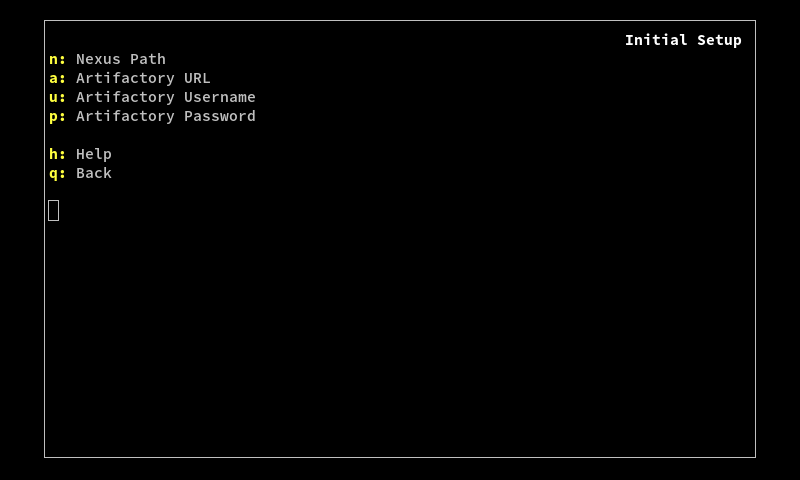 Initial Setup
n: Nexus Path
a: Artifactory URL
u: Artifactory Username
p: Artifactory Password
h: Help
q: Back